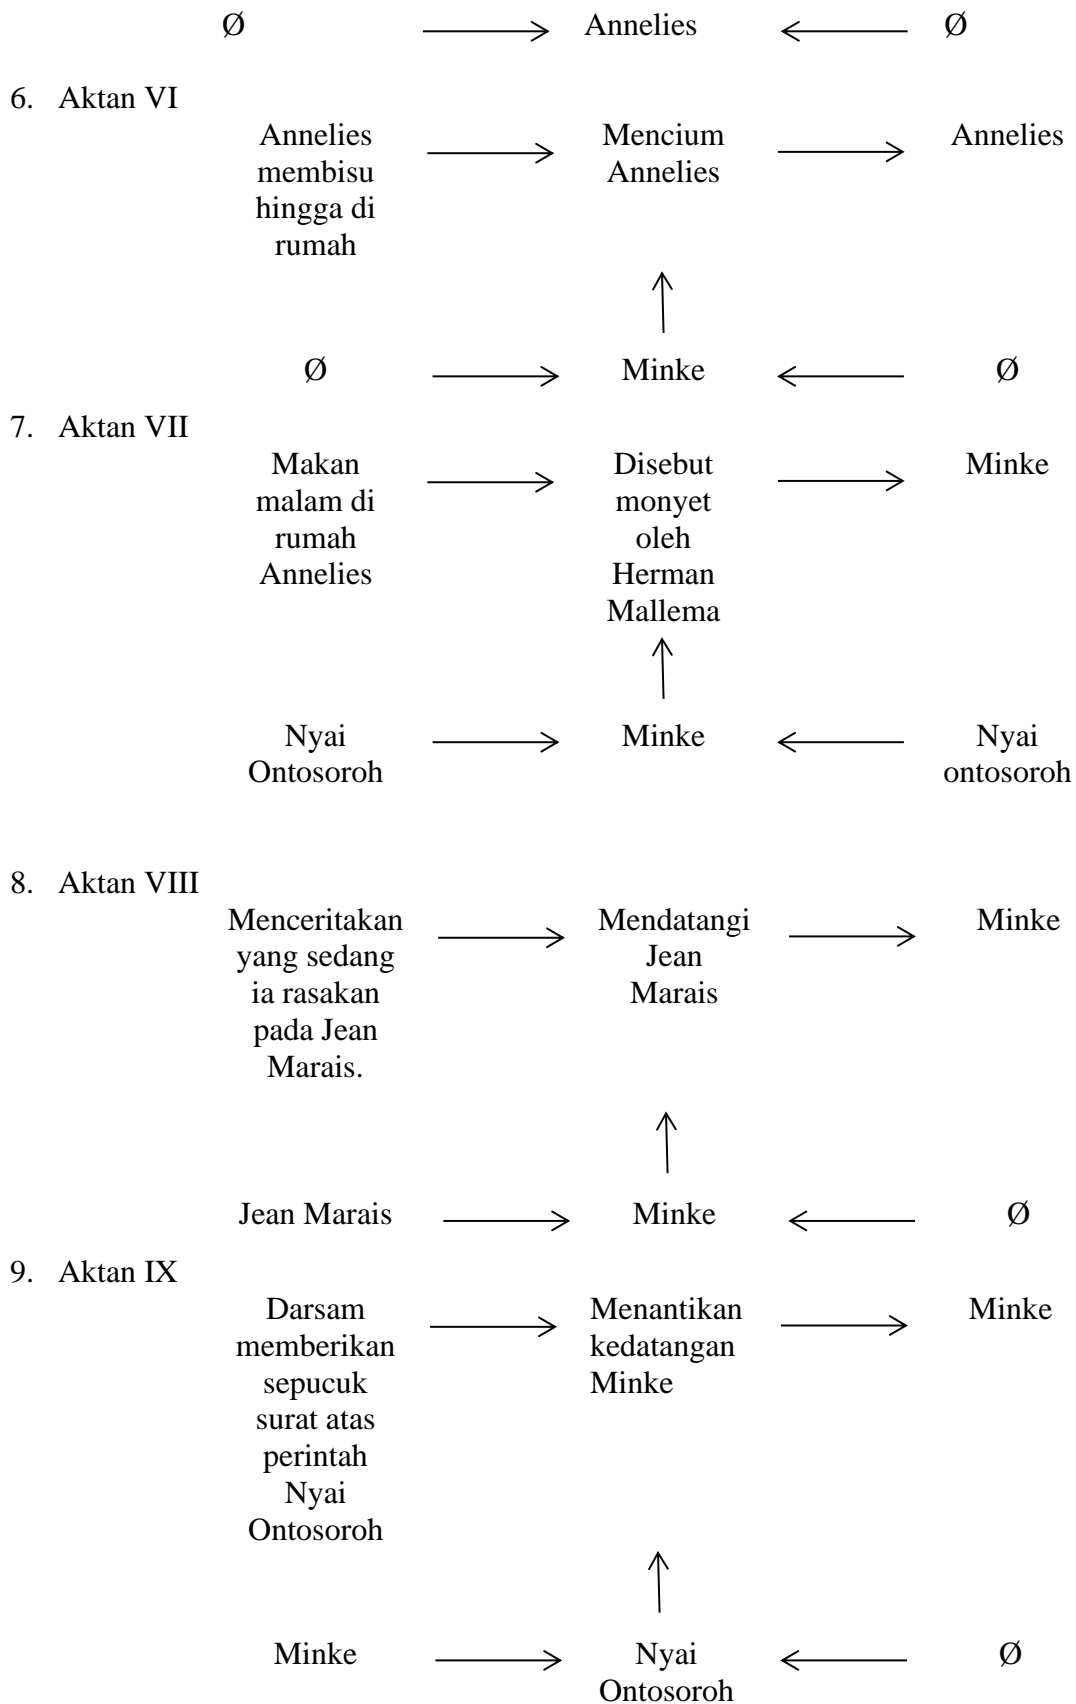 Ø Annelies Ø
6. Aktan VI
Annelies Mencium Annelies
membisu Annelies
hingga di
rumah
Ø Minke Ø
7. Aktan VII
Makan Disebut Minke
malam di monyet
rumah oleh
Annelies Herman
Mallema
Nyai Minke Nyai
Ontosoroh ontosoroh
8. Aktan VIII
Menceritakan Mendatangi Minke
yang sedang Jean
ia rasakan Marais
pada Jean
Marais.
Jean Marais Minke Ø
9. Aktan IX
Darsam Menantikan Minke
memberikan kedatangan
sepucuk Minke
surat atas
perintah
Nyai
Ontosoroh
Minke Nyai Ø
Ontosoroh